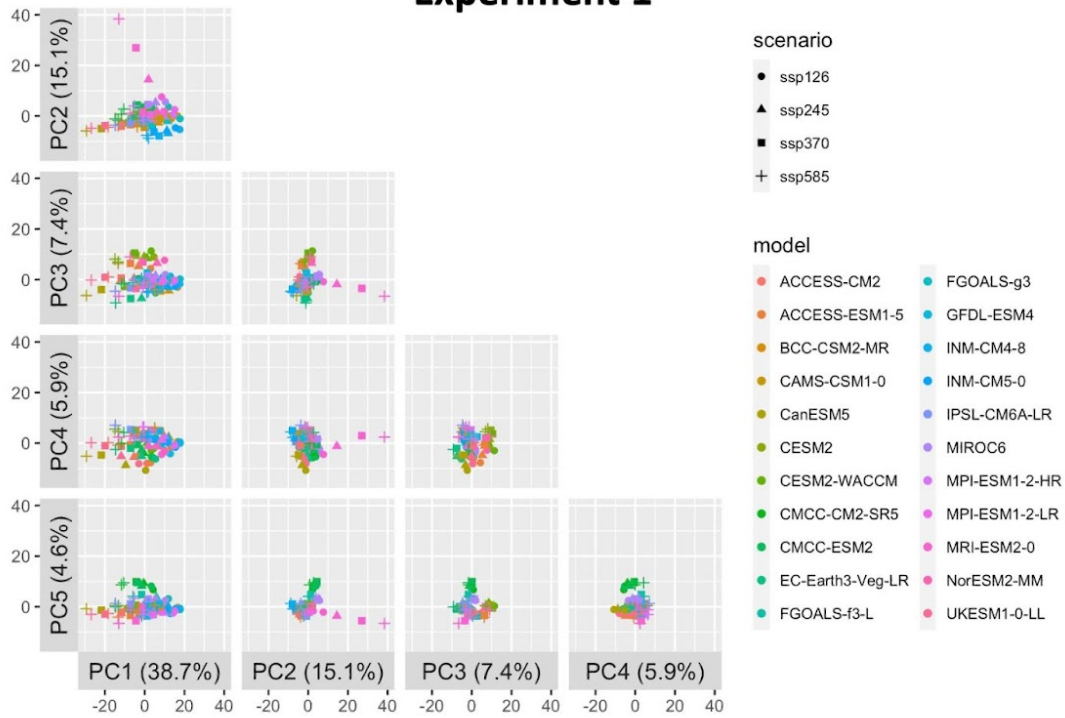 Experiment 1
40
20
0
PC2 (15.1%)
40
20
0
PC3 (7.4%)
40
20
0
PC4 (5.9%)
40
20
0
PC5 (4.6%)
PC1 (38.7%) PC2 (15.1%) PC3 (7.4%) PC4 (5.9%)
-20 0 20 40 -20 0 20 40 -20 0 20 40 -20 0 20 40
scenario
ssp126
ssp245
ssp370
ssp585
model
ACCESS-CM2
ACCESS-ESM1-5
BCC-CSM2-MR
CAMS-CSM1-0
CanESM5
CESM2
CESM2-WACCM
CMCC-CM2-SR5
CMCC-ESM2
EC-Earth3-Veg-LR
FGOALS-f3-L
FGOALS-g3
GFDL-ESM4
INM-CM4-8
INM-CM5-0
IPSL-CM6A-LR
MIROC6
MPI-ESM1-2-HR
MPI-ESM1-2-LR
MRI-ESM2-0
NorESM2-MM
UKESM1-0-LL